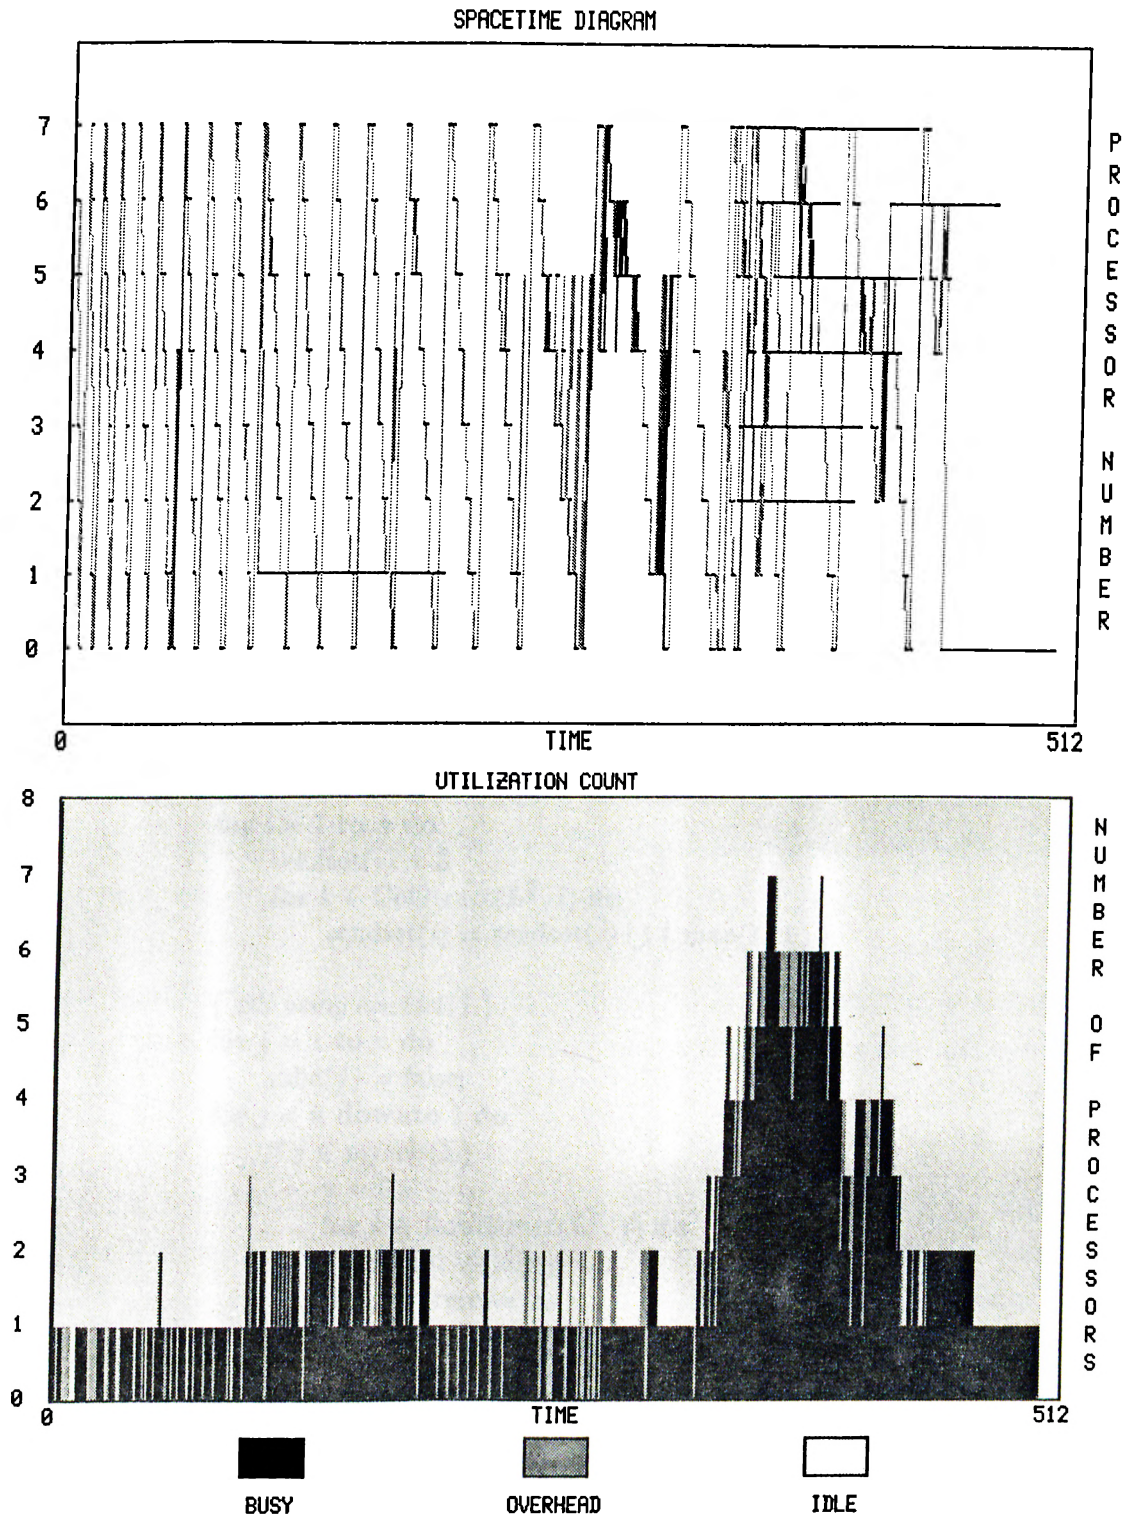 SPACETIME DIAGRAM
7
6
5
4
3
2
1
0
PROCESSOR NUMBER
0 TIME 512
UTILIZATION COUNT
8
7
6
5
4
3
2
1
0
NUMBER OF PROCESSORS
0 TIME 512
BUSY OVERHEAD IDLE